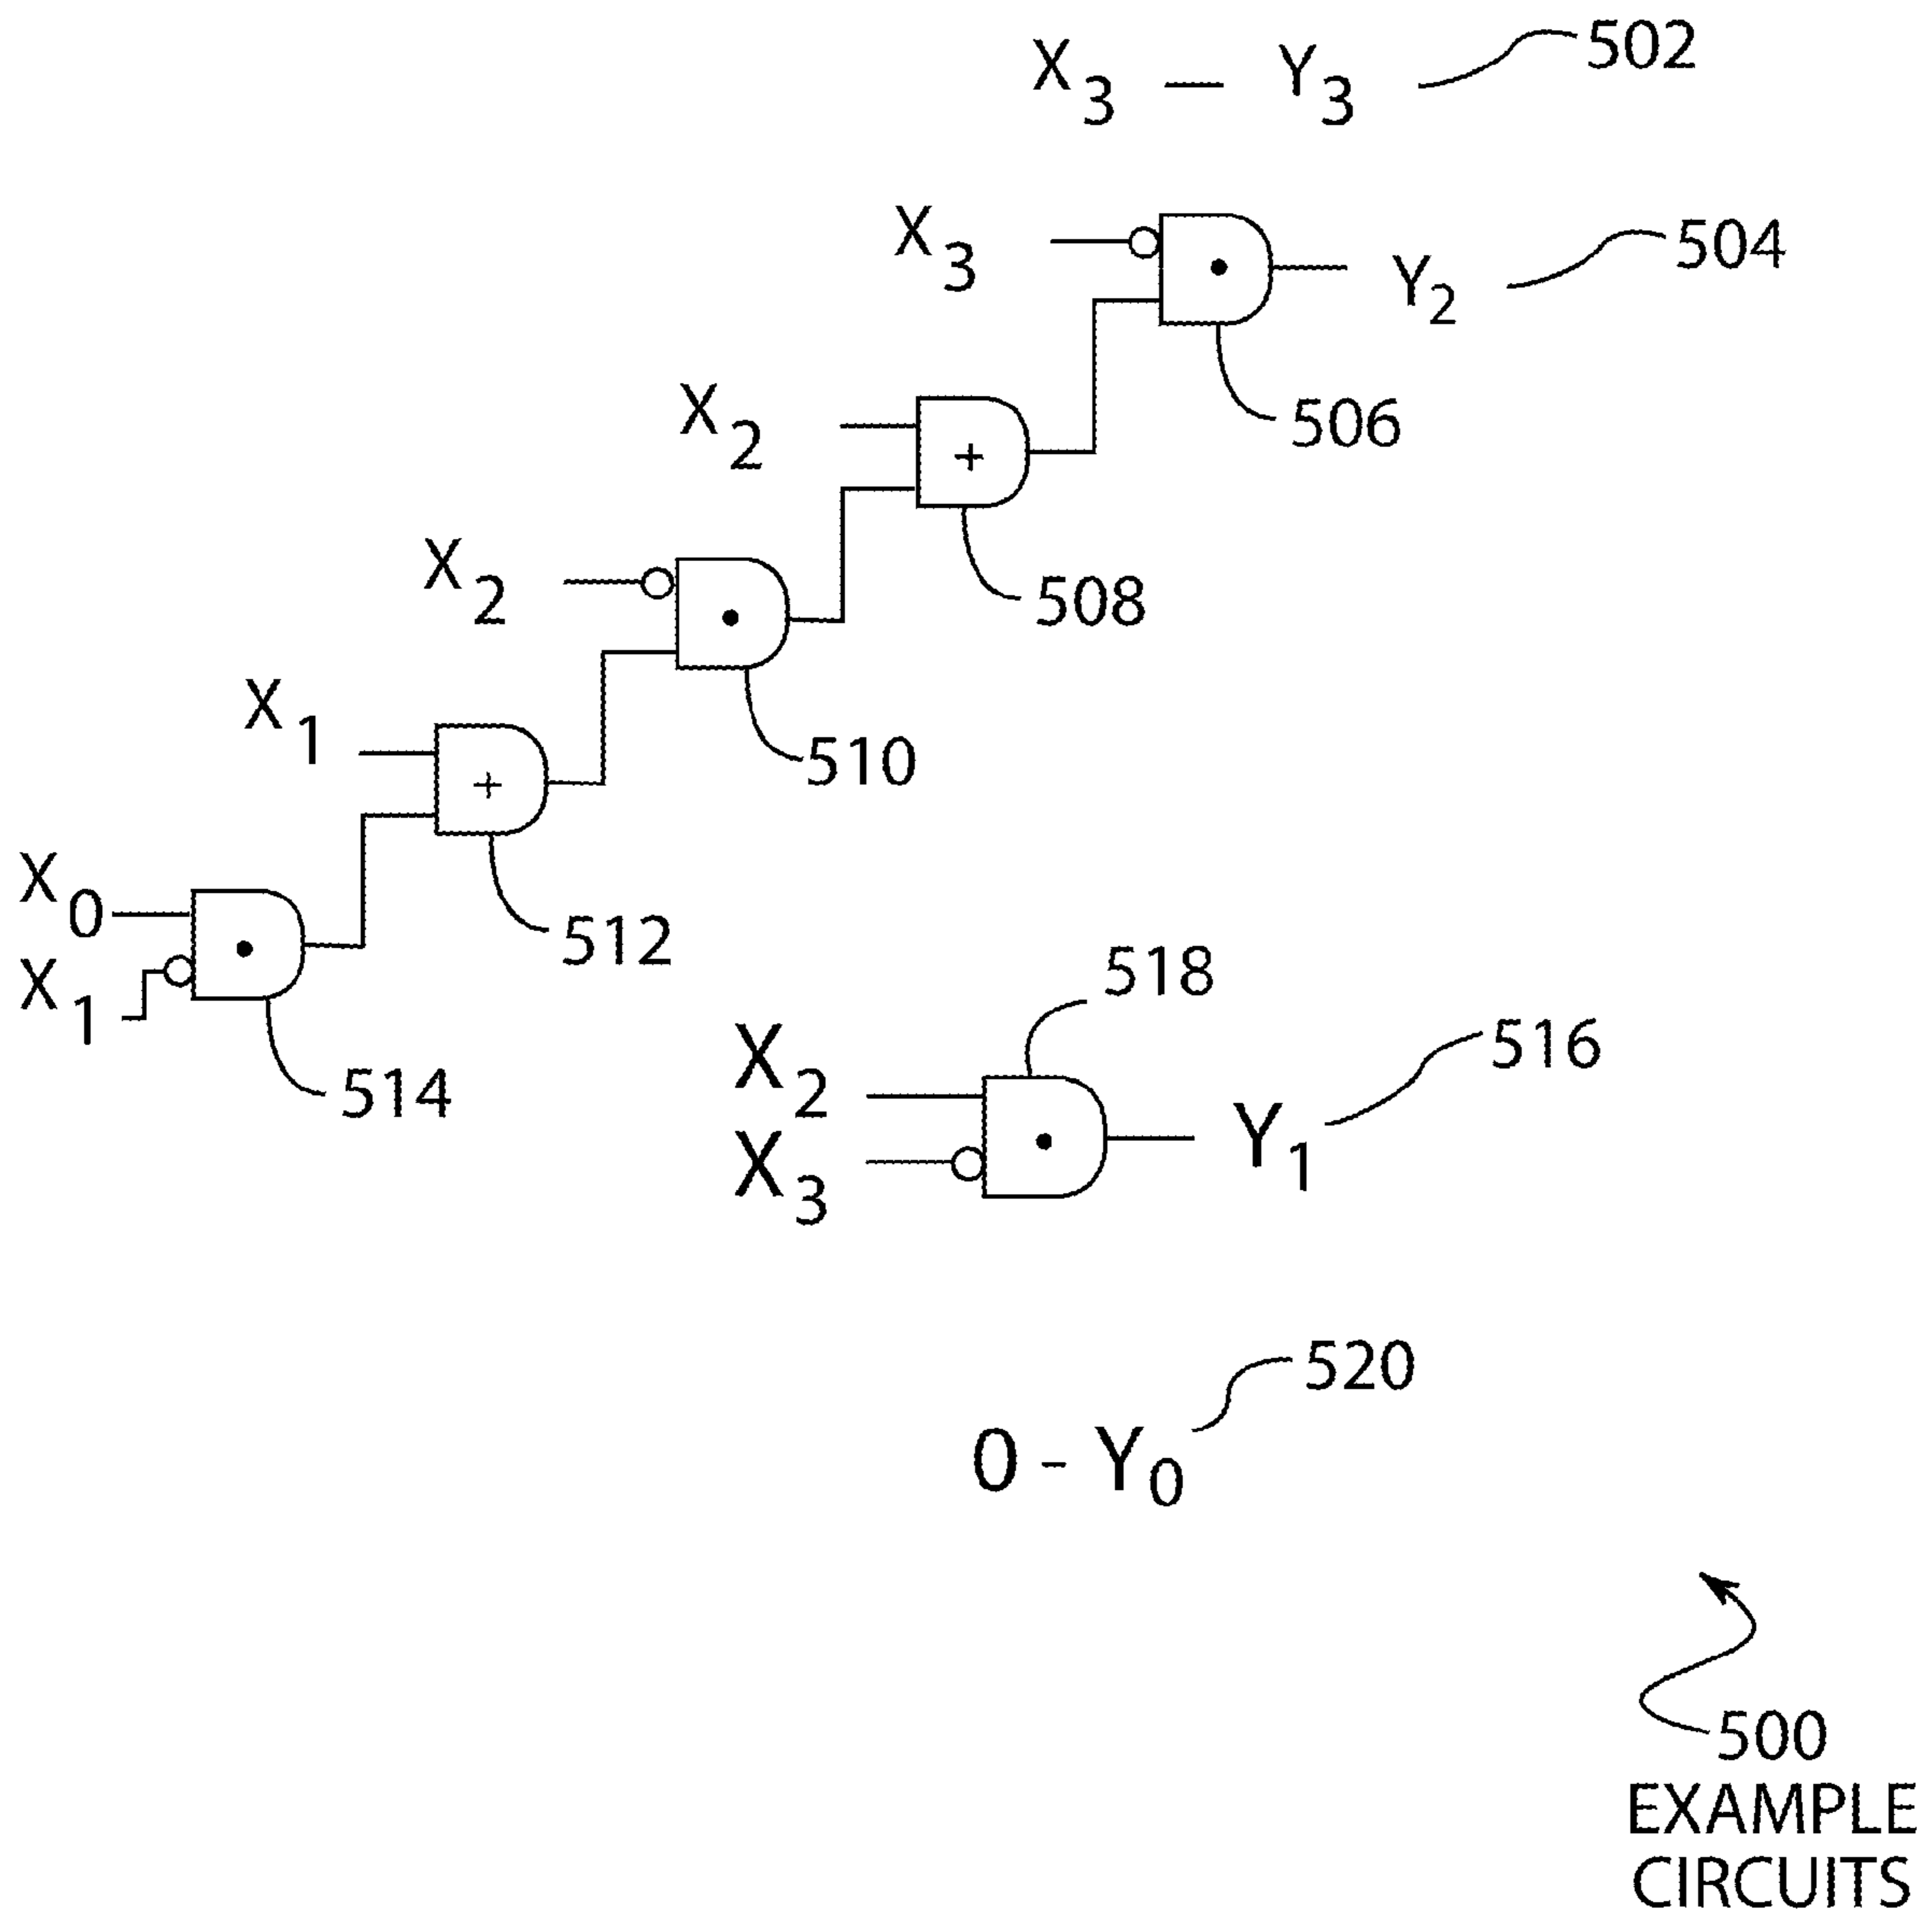 X3 — Y3 502
X3 Y2 504
506
X2
508
X2
510
X1
512
X0
X1
514
518
X2
X3
Y1 516
520
0 - Y0
500
EXAMPLE
CIRCUITS